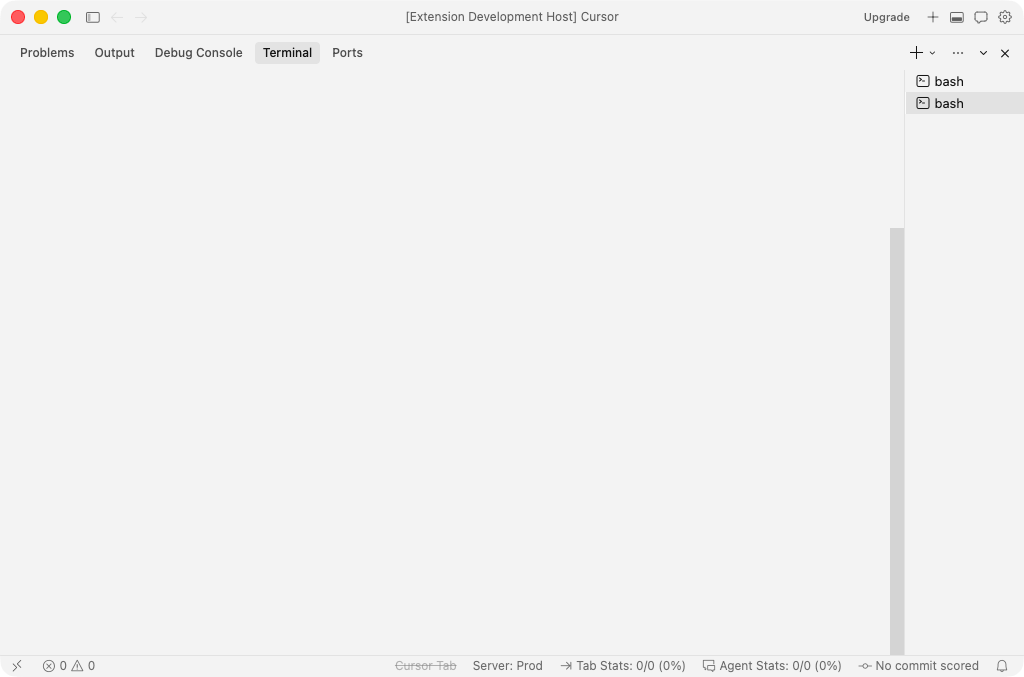 [Extension Development Host] Cursor
Upgrade
Problems Output Debug Console Terminal Ports
bash
bash
0 0 Cursor Tab Server: Prod Tab Stats: 0/0 (0%) Agent Stats: 0/0 (0%) No commit scored